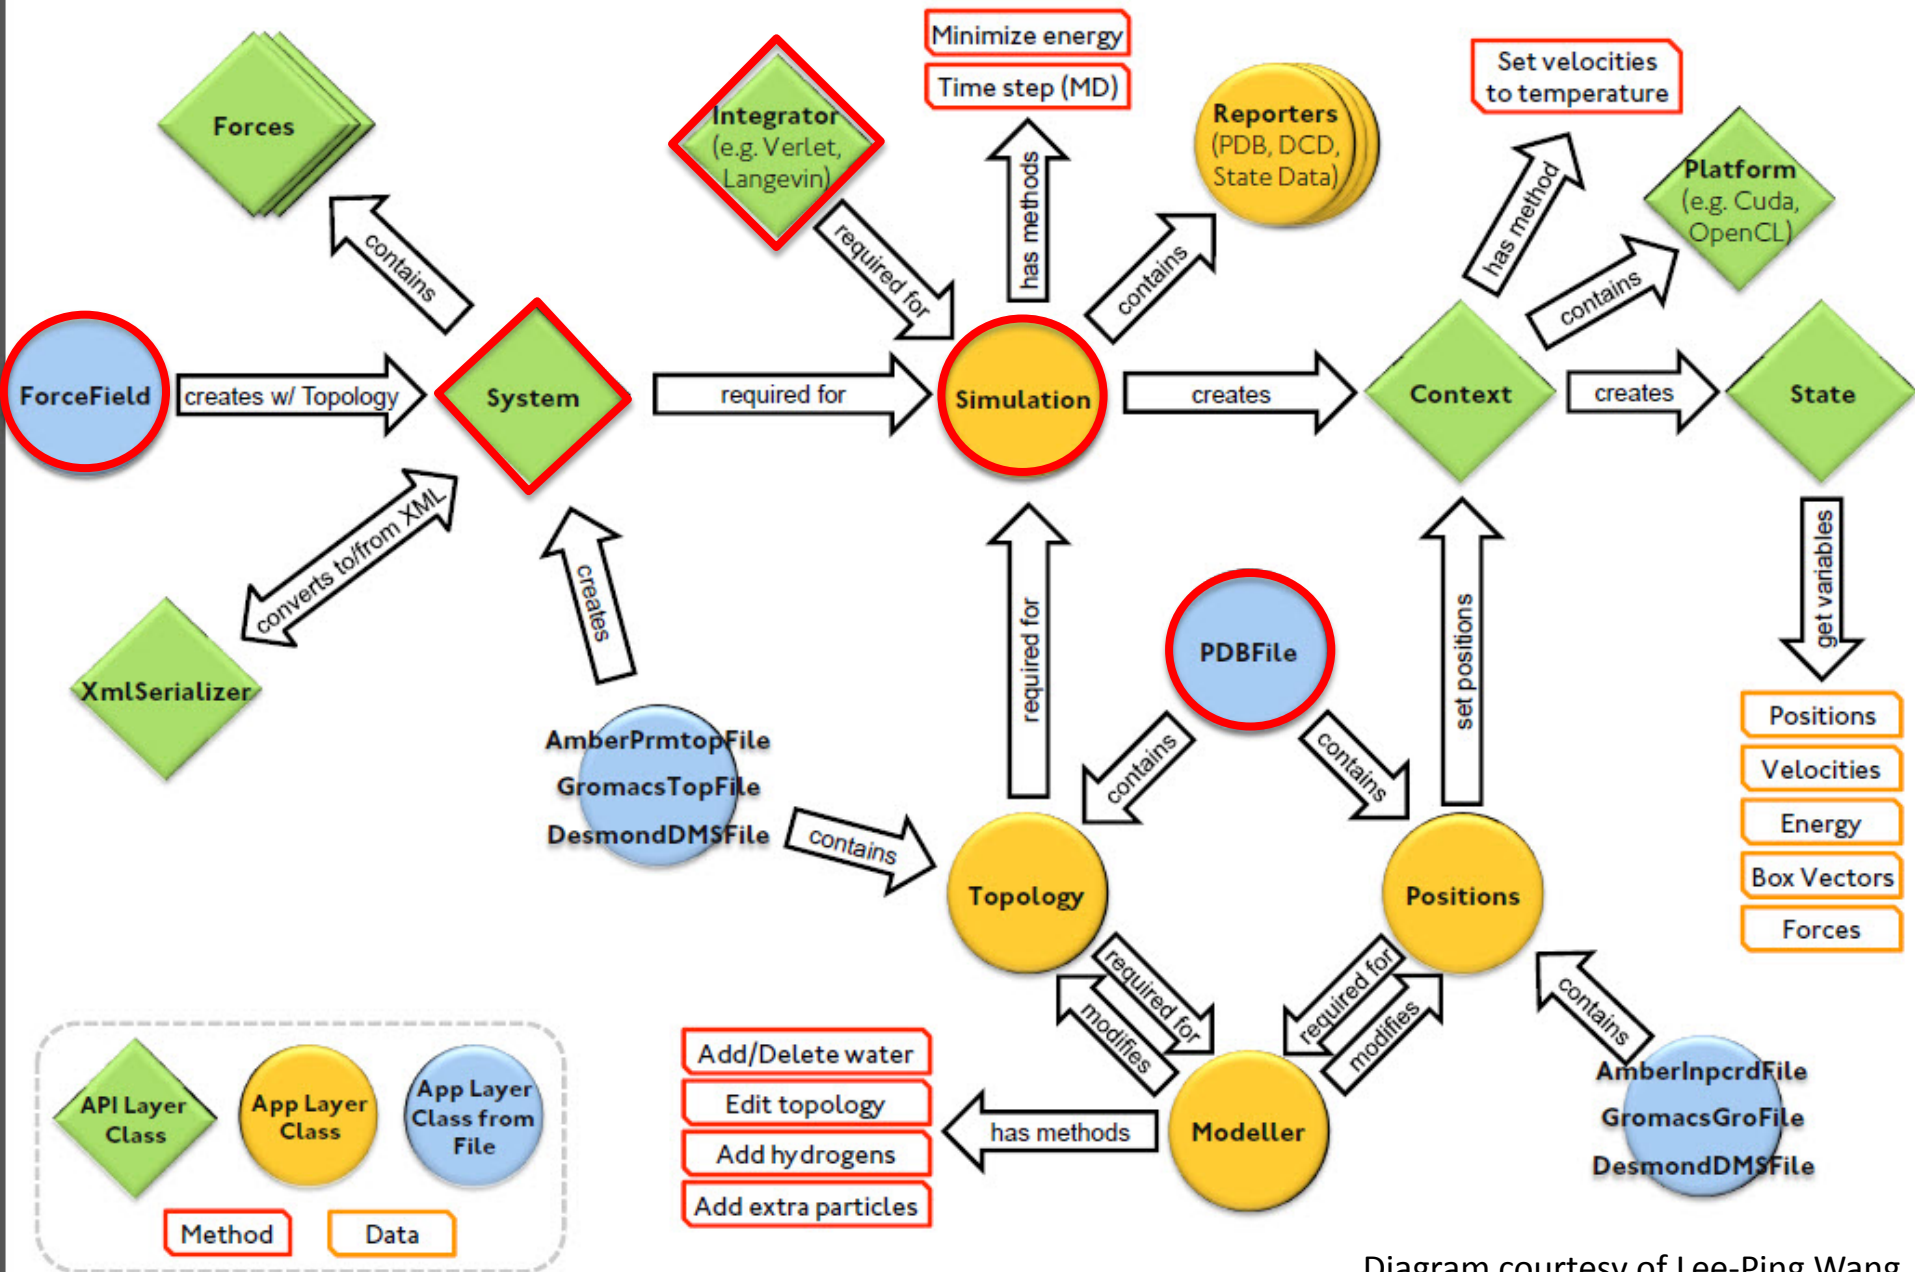 Minimize energy
Time step (MD)
Set velocities
to temperature
Forces
Integrator
(e.g. Verlet,
Langevin)
Reporters
(PDB, DCD,
State Data)
Platform
(e.g. Cuda,
OpenCL)
contains
required for
has methods
contains
has method
contains
ForceField
creates w/ Topology
System
required for
Simulation
creates
Context
creates
State
converts to/from XML
creates
required for
set positions
get variables
XmlSerializer
PDBFile
contains
contains
AmberPrmtopFile
GromacsTopFile
DesmondDMSFile
contains
Topology
Positions
Positions
Velocities
Energy
Box Vectors
Forces
required for
modifies
required for
modifies
contains
Add/Delete water
Edit topology
Add hydrogens
Add extra particles
has methods
Modeller
AmberInpcrdFile
GromacsGroFile
DesmondDMSFile
API Layer
Class
App Layer
Class
App Layer
Class from
File
Method
Data
Diagram courtesy of Lee-Ping Wang